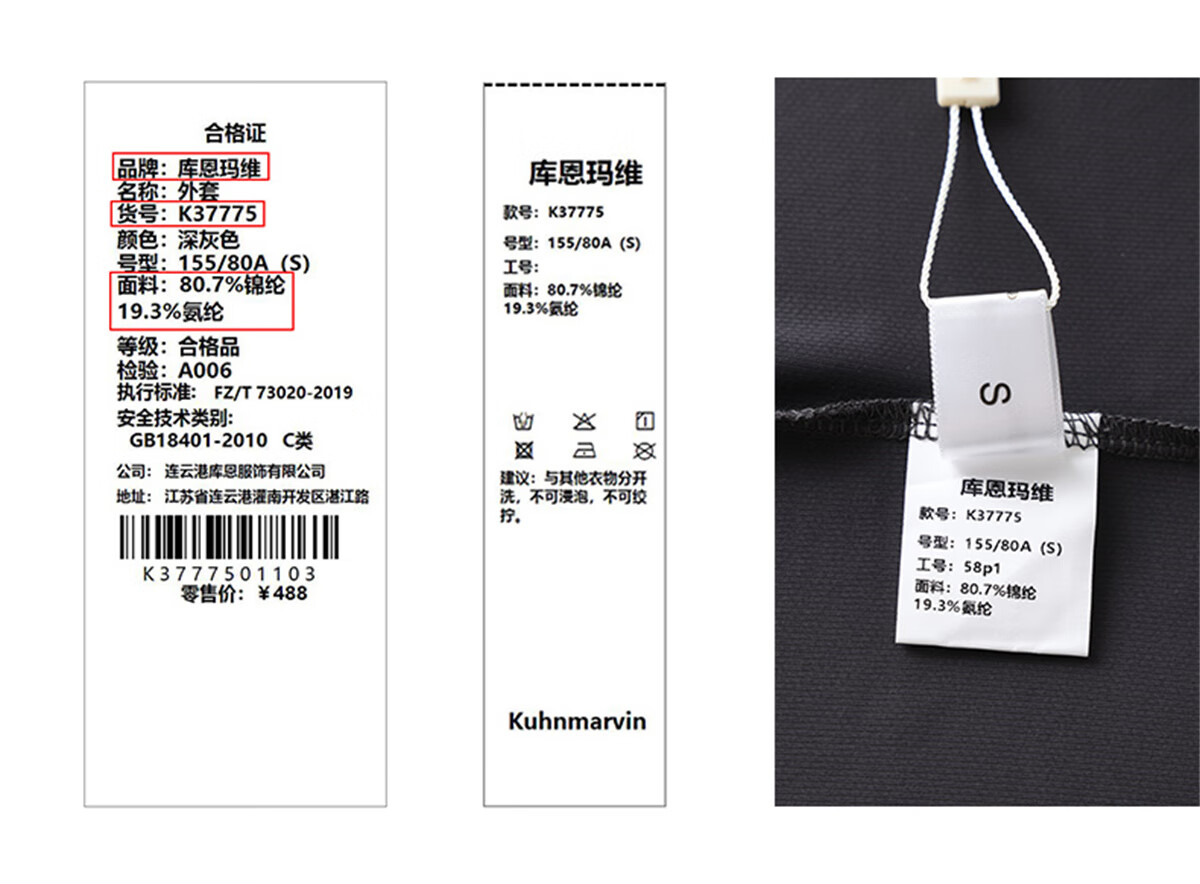 合格证
品牌：库恩玛维
名称：外套
货号：K37775
颜色：深灰色
号型：155/80A（S）
面料：80.7%锦纶
19.3%氨纶
等级：合格品
检验：A006
执行标准： FZ/T 73020-2019
安全技术类别:
GB18401-2010 C类
公司： 连云港库恩服饰有限公司
地址： 江苏省连云港灌南开发区湛江路
K3777501103
零售价：￥488
库恩玛维
款号：K37775
号型：155/80A（S）
工号：
面料：80.7%锦纶
19.3%氨纶
建议：与其他衣物分开
洗，不可浸泡，不可绞
拧。
Kuhnmarvin
S
库恩玛维
款号：K37775
号型：155/80A（S）
工号：58p1
面料：80.7%锦纶
19.3%氨纶